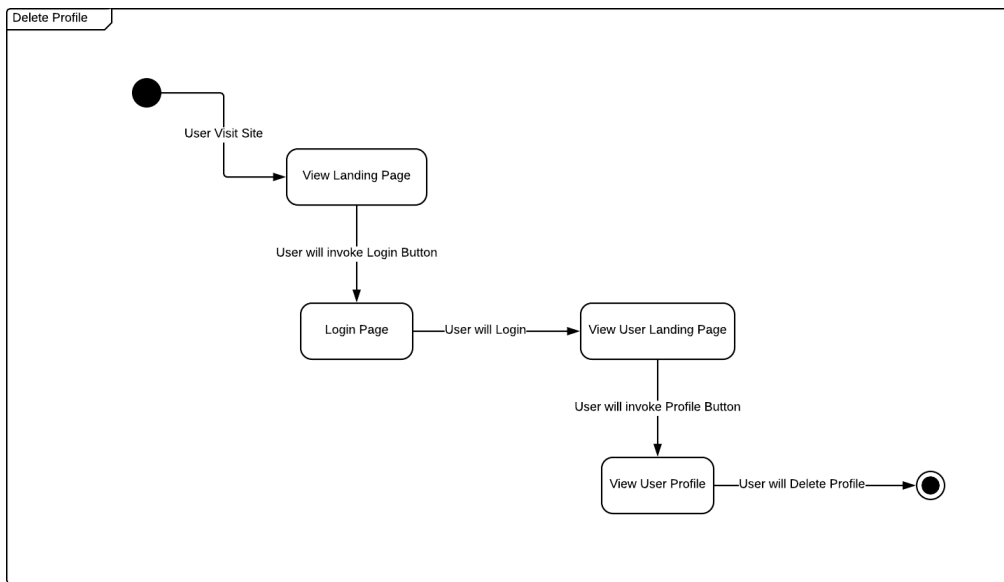 Delete Profile
User Visit Site
View Landing Page
User will invoke Login Button
Login Page
User will Login
View User Landing Page
User will invoke Profile Button
View User Profile
User will Delete Profile